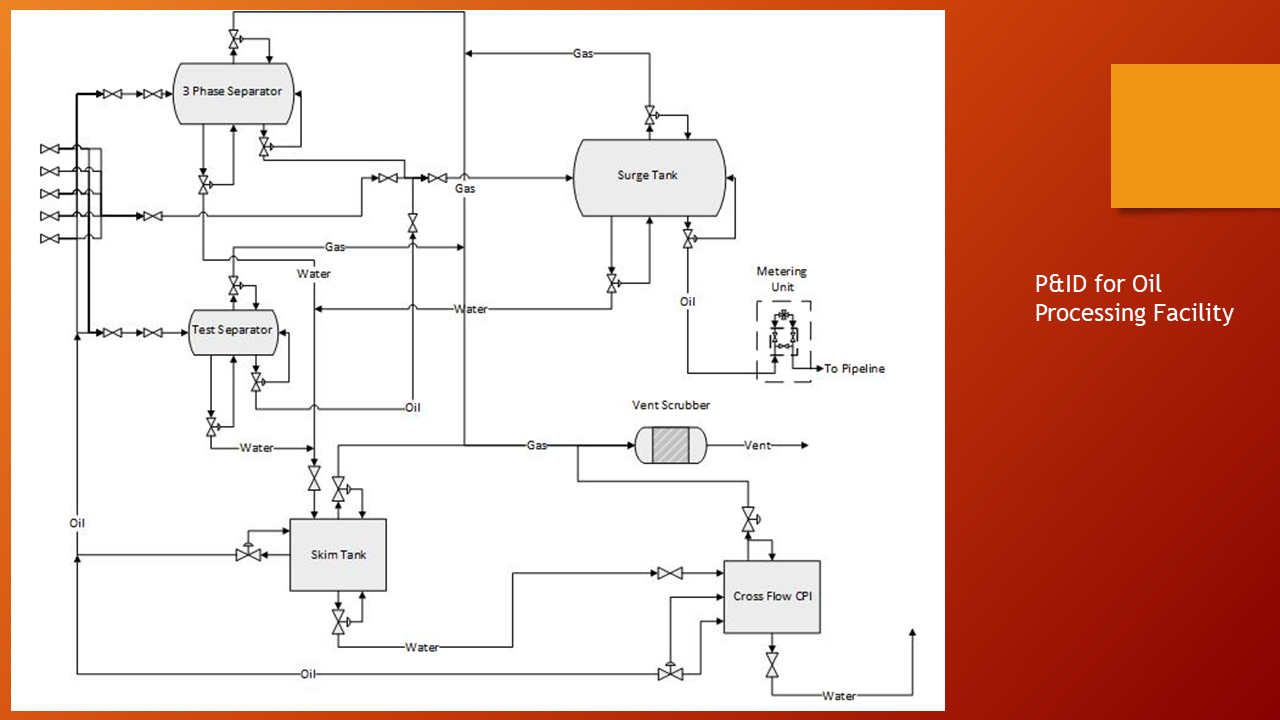 3 Phase Separator
Gas
Surge Tank
Gas
Gas
Water
Metering
Unit
Oil
Water
Test Separator
To Pipeline
Oil
Vent Scrubber
Water
Gas
Vent
Oil
Skim Tank
Cross Flow CPI
Water
Oil
Water
P&ID for Oil
Processing Facility